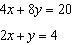 4x + 8y = 20
2x + y = 4